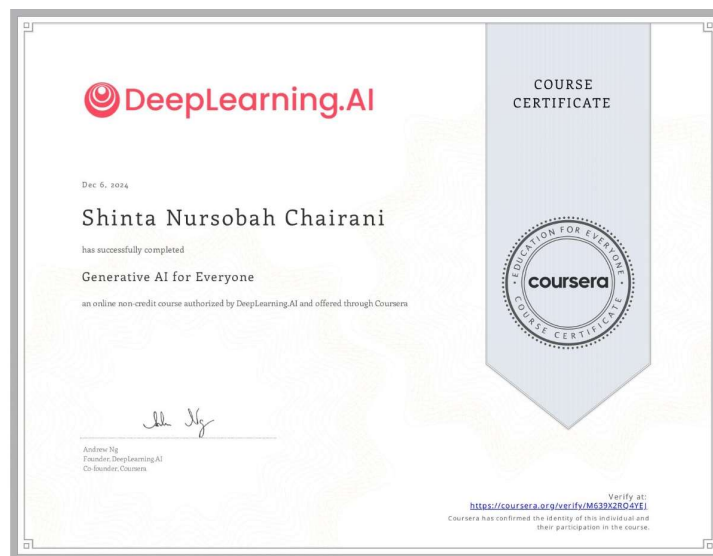 DeepLearning.AI
COURSE
CERTIFICATE
Dec 6, 2024
Shinta Nursobah Chairani
has successfully completed
Generative AI for Everyone
an online non-credit course authorized by DeepLearning.AI and offered through Coursera
EDUCATION FOR EVERYONE
coursera
COURSE CERTIFICATE
Andrew Ng
Founder, DeepLearning.AI
Co-founder, Coursera
Verify at:
https://coursera.org/verify/M639X2RQ4YEJ
Coursera has confirmed the identity of this individual and
their participation in the course.